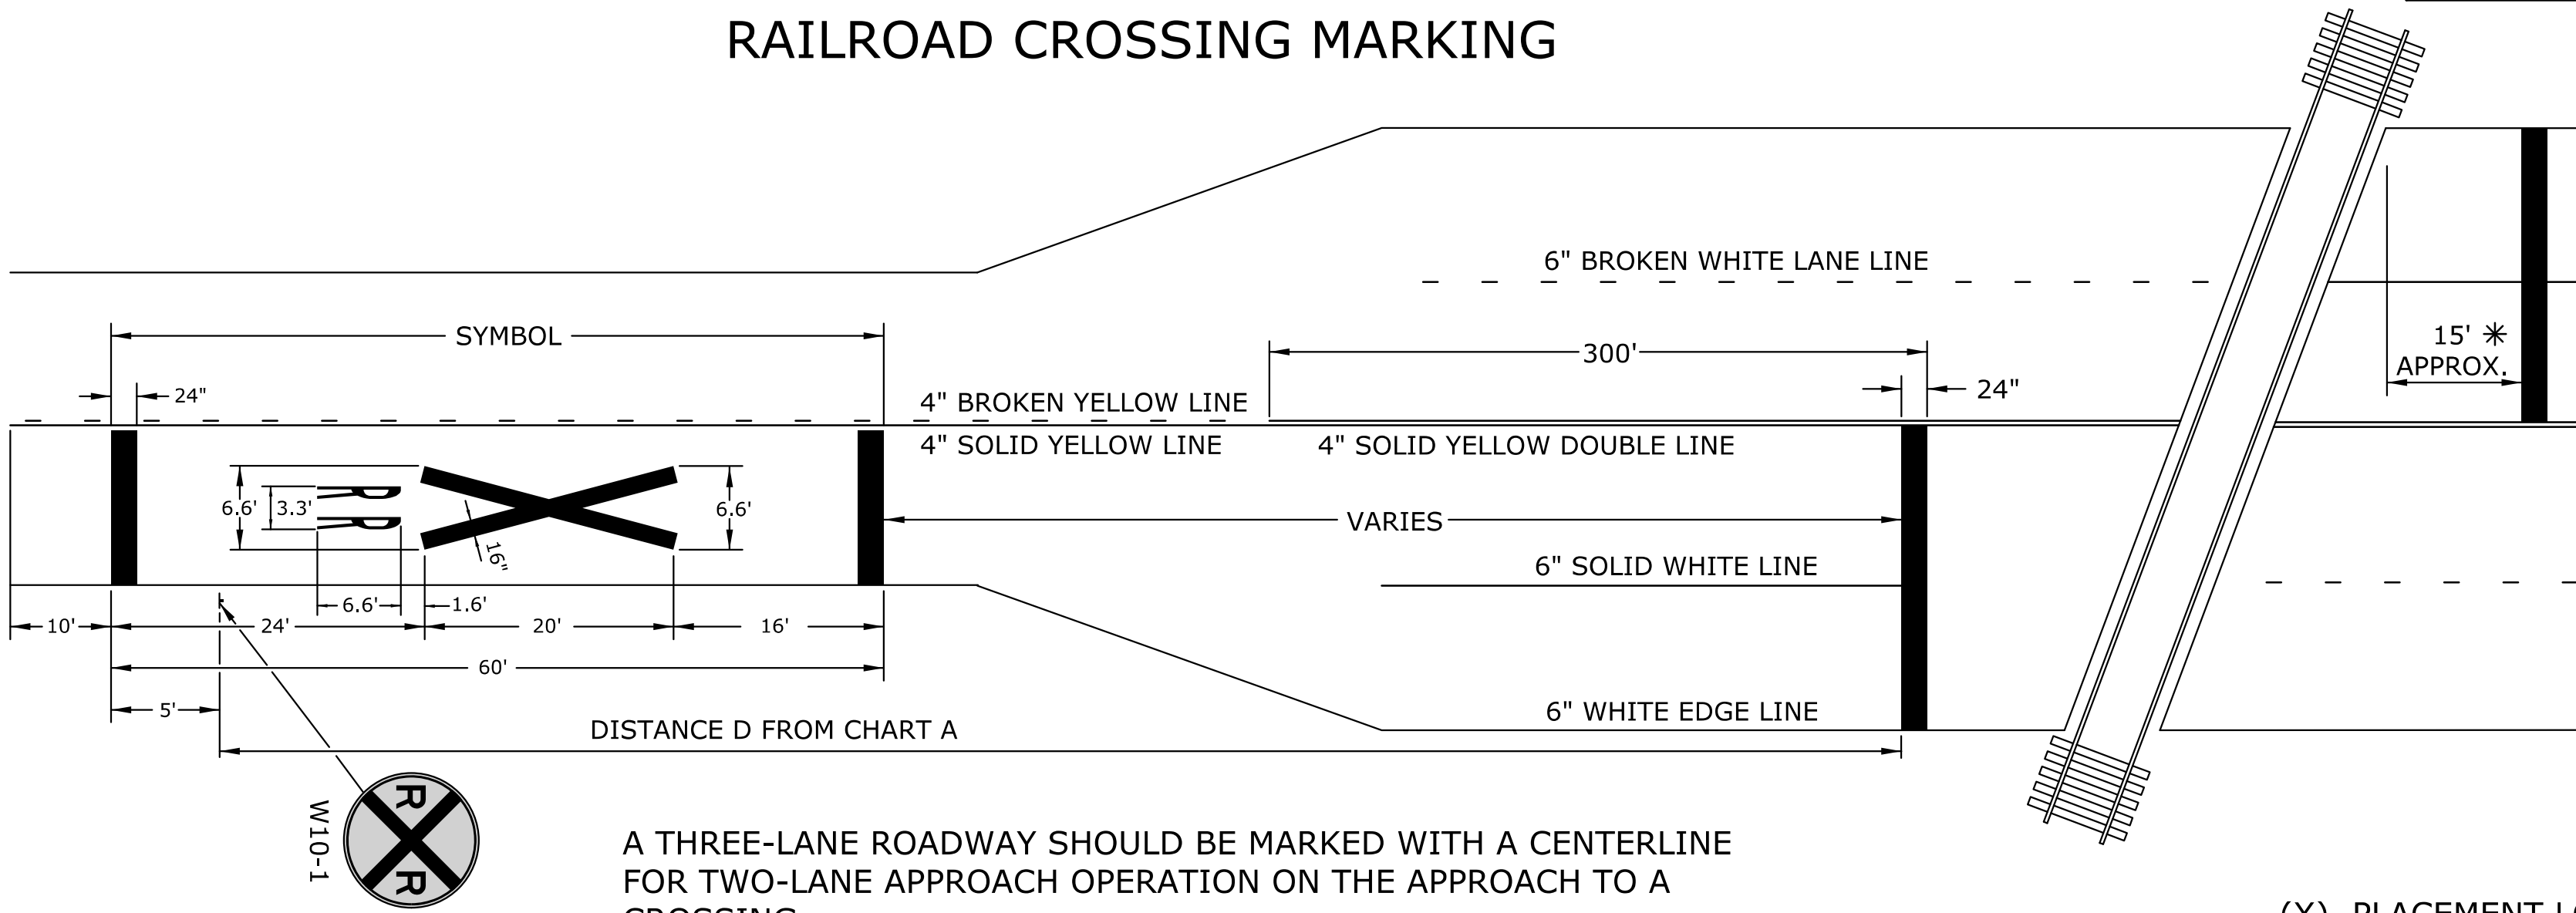 RAILROAD CROSSING MARKING
6" BROKEN WHITE LANE LINE
SYMBOL
300'
15' ✳
APPROX.
24"
24"
4" BROKEN YELLOW LINE
4" SOLID YELLOW LINE
4" SOLID YELLOW DOUBLE LINE
6.6'
3.3'
6.6'
16"
VARIES
6" SOLID WHITE LINE
6.6'
1.6'
10'
24'
20'
16'
60'
5'
6" WHITE EDGE LINE
DISTANCE D FROM CHART A
R
R
W10-1
A THREE-LANE ROADWAY SHOULD BE MARKED WITH A CENTERLINE
FOR TWO-LANE APPROACH OPERATION ON THE APPROACH TO A
CROSSING
(X) PLACEMENT